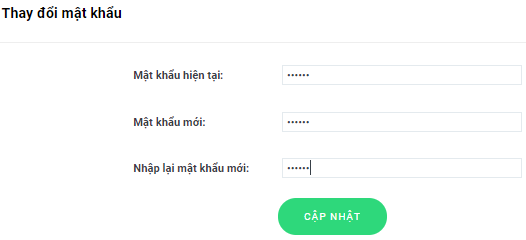 Thay đổi mật khẩu
Mật khẩu hiện tại: ••••••
Mật khẩu mới: ••••••
Nhập lại mật khẩu mới: ••••••
CẬP NHẬT